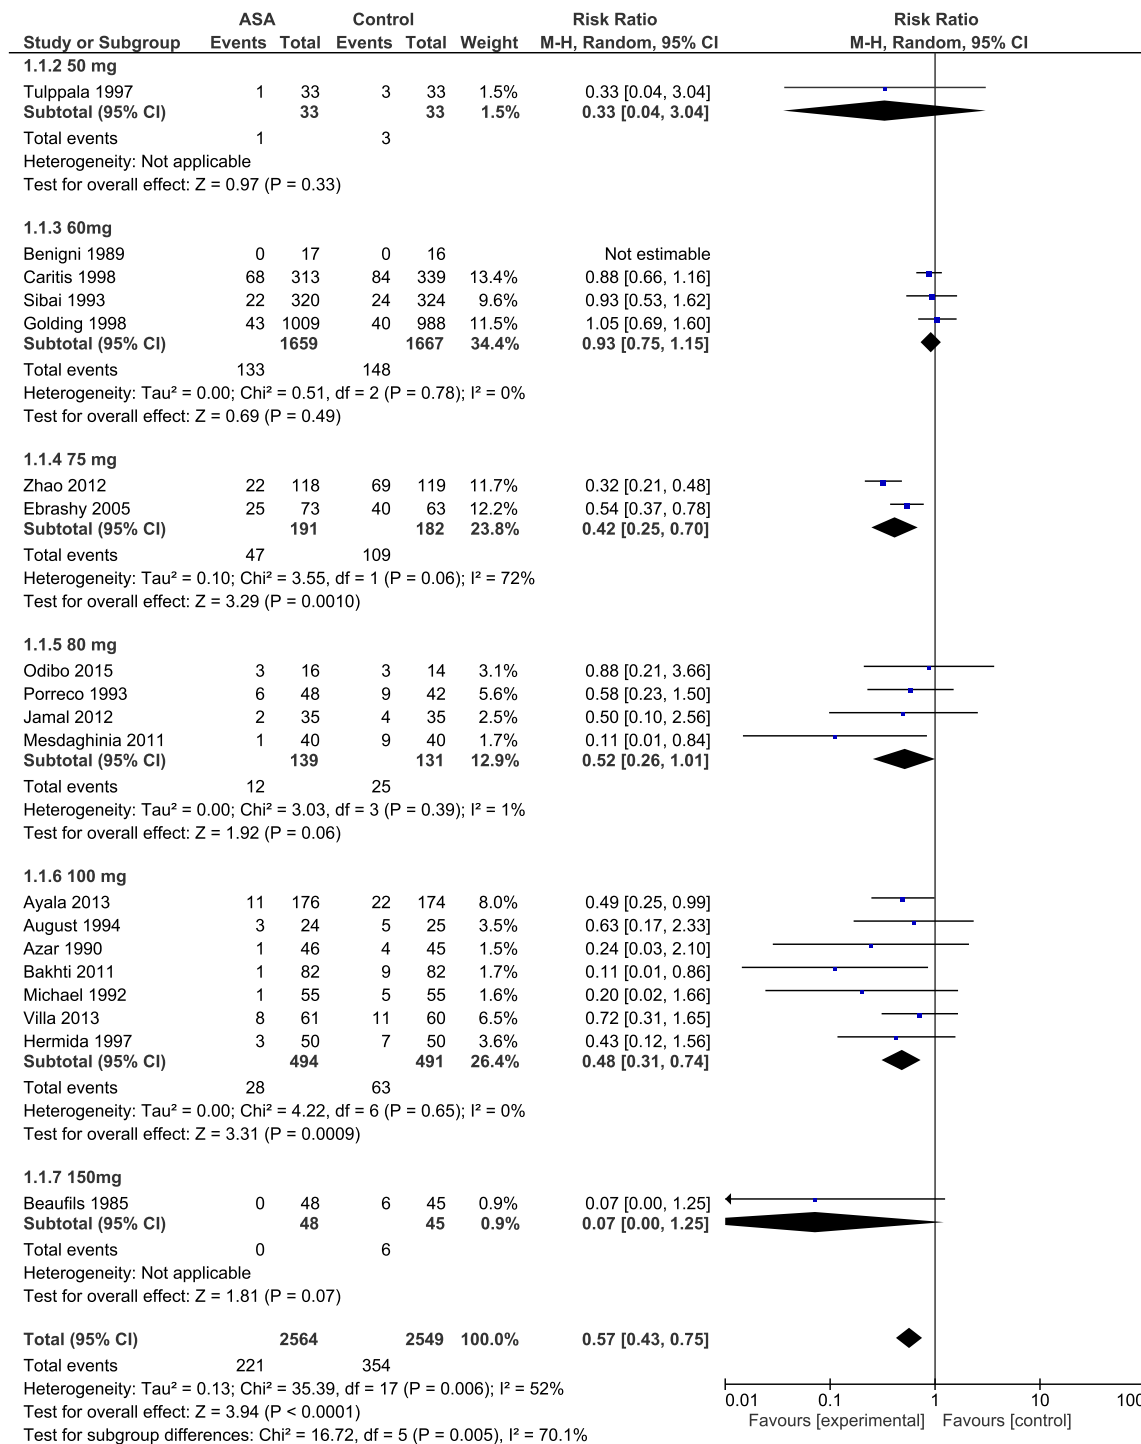 ASA Control Risk Ratio Risk Ratio
Study or Subgroup Events Total Events Total Weight M-H, Random, 95% CI M-H, Random, 95% CI
1.1.2 50 mg
Tulppala 1997 1 33 3 33 1.5% 0.33 [0.04, 3.04]
Subtotal (95% CI) 33 33 1.5% 0.33 [0.04, 3.04]
Total events 1 3
Heterogeneity: Not applicable
Test for overall effect: Z = 0.97 (P = 0.33)
1.1.3 60mg
Benigni 1989 0 17 0 16 Not estimable
Caritis 1998 68 313 84 339 13.4% 0.88 [0.66, 1.16]
Sibai 1993 22 320 24 324 9.6% 0.93 [0.53, 1.62]
Golding 1998 43 1009 40 988 11.5% 1.05 [0.69, 1.60]
Subtotal (95% CI) 1659 1667 34.4% 0.93 [0.75, 1.15]
Total events 133 148
Heterogeneity: Tau² = 0.00; Chi² = 0.51, df = 2 (P = 0.78); I² = 0%
Test for overall effect: Z = 0.69 (P = 0.49)
1.1.4 75 mg
Zhao 2012 22 118 69 119 11.7% 0.32 [0.21, 0.48]
Ebrashy 2005 25 73 40 63 12.2% 0.54 [0.37, 0.78]
Subtotal (95% CI) 191 182 23.8% 0.42 [0.25, 0.70]
Total events 47 109
Heterogeneity: Tau² = 0.10; Chi² = 3.55, df = 1 (P = 0.06); I² = 72%
Test for overall effect: Z = 3.29 (P = 0.0010)
1.1.5 80 mg
Odibo 2015 3 16 3 14 3.1% 0.88 [0.21, 3.66]
Porreco 1993 6 48 9 42 5.6% 0.58 [0.23, 1.50]
Jamal 2012 2 35 4 35 2.5% 0.50 [0.10, 2.56]
Mesdaghinia 2011 1 40 9 40 1.7% 0.11 [0.01, 0.84]
Subtotal (95% CI) 139 131 12.9% 0.52 [0.26, 1.01]
Total events 12 25
Heterogeneity: Tau² = 0.00; Chi² = 3.03, df = 3 (P = 0.39); I² = 1%
Test for overall effect: Z = 1.92 (P = 0.06)
1.1.6 100 mg
Ayala 2013 11 176 22 174 8.0% 0.49 [0.25, 0.99]
August 1994 3 24 5 25 3.5% 0.63 [0.17, 2.33]
Azar 1990 1 46 4 45 1.5% 0.24 [0.03, 2.10]
Bakhti 2011 1 82 9 82 1.7% 0.11 [0.01, 0.86]
Michael 1992 1 55 5 55 1.6% 0.20 [0.02, 1.66]
Villa 2013 8 61 11 60 6.5% 0.72 [0.31, 1.65]
Hermida 1997 3 50 7 50 3.6% 0.43 [0.12, 1.56]
Subtotal (95% CI) 494 491 26.4% 0.48 [0.31, 0.74]
Total events 28 63
Heterogeneity: Tau² = 0.00; Chi² = 4.22, df = 6 (P = 0.65); I² = 0%
Test for overall effect: Z = 3.31 (P = 0.0009)
1.1.7 150mg
Beaufils 1985 0 48 6 45 0.9% 0.07 [0.00, 1.25]
Subtotal (95% CI) 48 45 0.9% 0.07 [0.00, 1.25]
Total events 0 6
Heterogeneity: Not applicable
Test for overall effect: Z = 1.81 (P = 0.07)
Total (95% CI) 2564 2549 100.0% 0.57 [0.43, 0.75]
Total events 221 354
Heterogeneity: Tau² = 0.13; Chi² = 35.39, df = 17 (P = 0.006); I² = 52%
Test for overall effect: Z = 3.94 (P < 0.0001)
Test for subgroup differences: Chi² = 16.72, df = 5 (P = 0.005), I² = 70.1%
0.01 0.1 1 10 100
Favours [experimental] Favours [control]